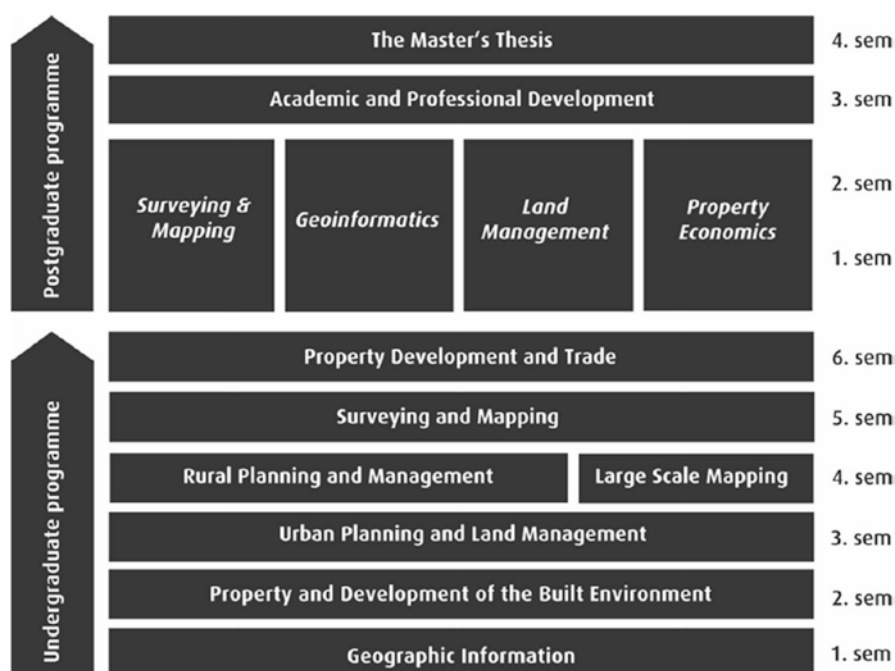 Postgraduate programme
The Master's Thesis
4. sem
Academic and Professional Development
3. sem
Surveying &
Mapping
Geoinformatics
Land
Management
Property
Economics
2. sem
1. sem
Undergraduate programme
Property Development and Trade
6. sem
Surveying and Mapping
5. sem
Rural Planning and Management
Large Scale Mapping
4. sem
Urban Planning and Land Management
3. sem
Property and Development of the Built Environment
2. sem
Geographic Information
1. sem